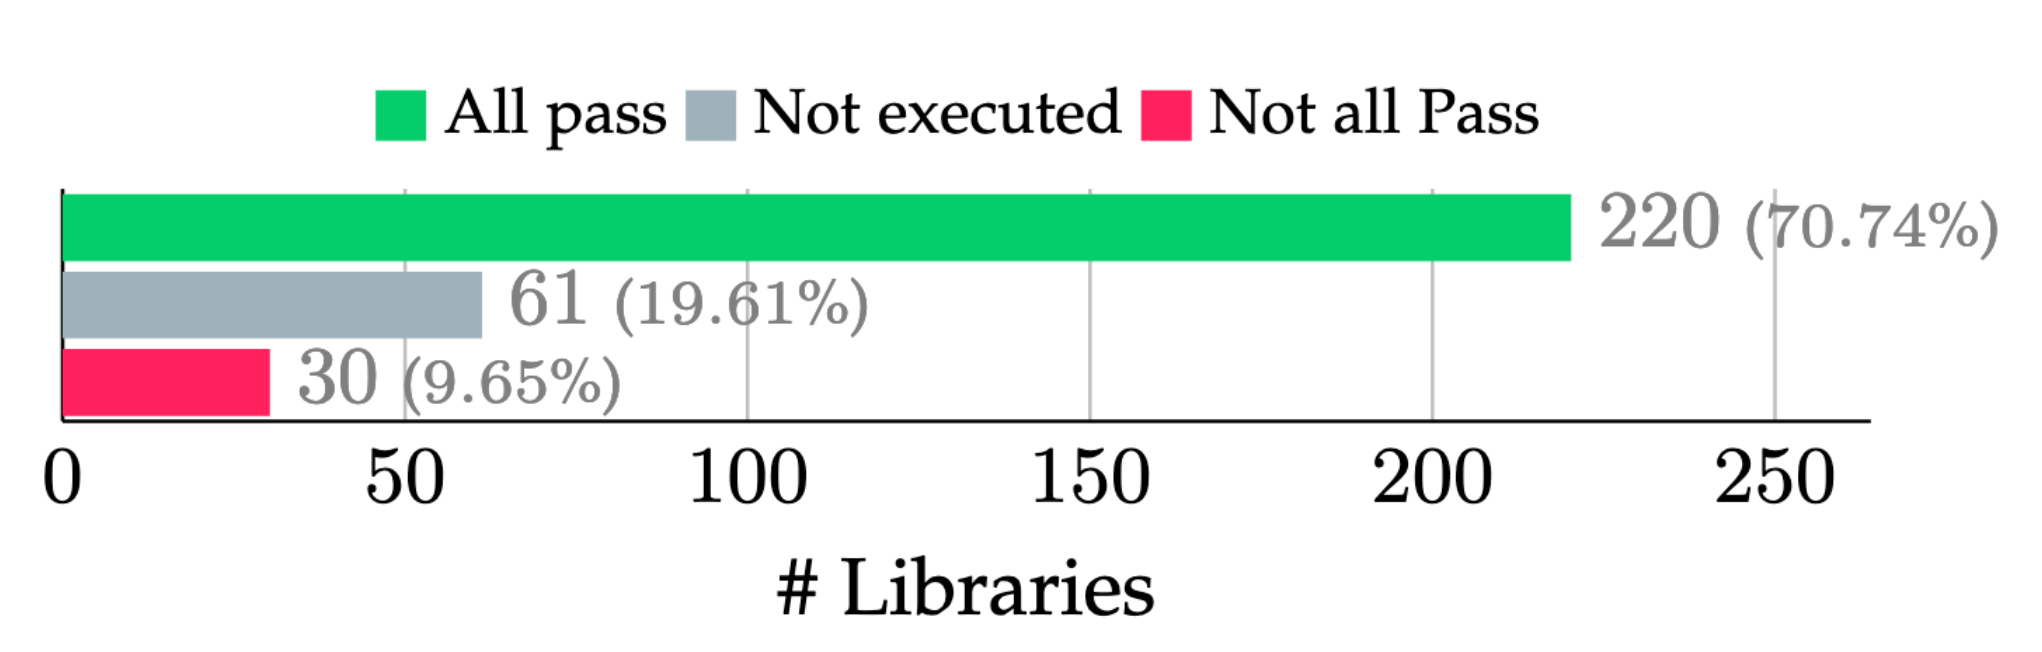 All pass Not executed Not all Pass
220 (70.74%)
61 (19.61%)
30 (9.65%)
0 50 100 150 200 250
# Libraries